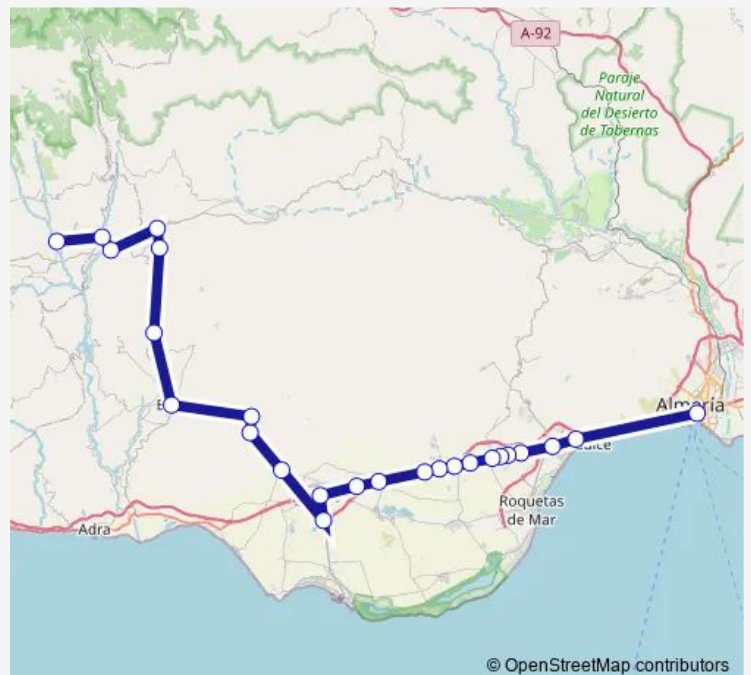 A-92
Paraje
Natural
del Desierto
de Tabernas
Almería
Roquetas
de Mar
Adra
© OpenStreetMap contributors